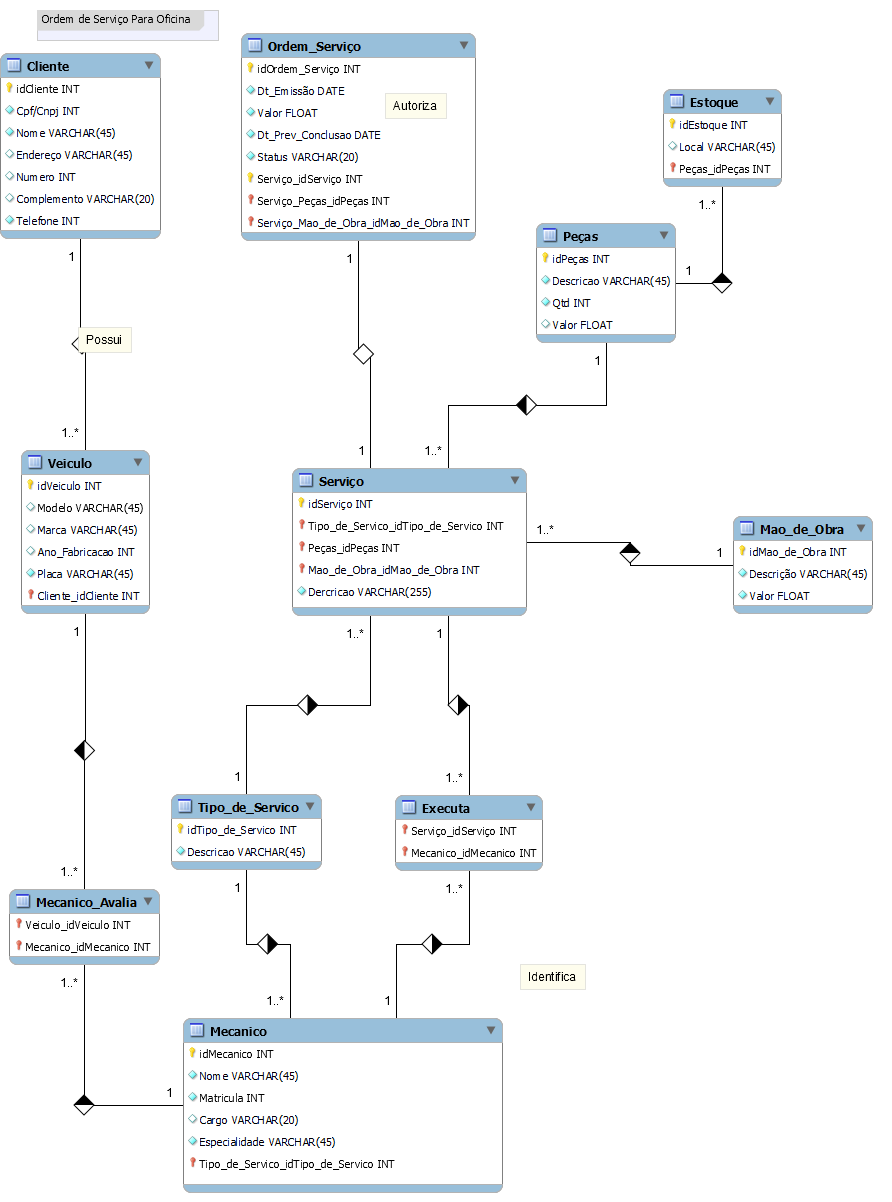 Ordem de Serviço Para Oficina
Cliente
idCliente INT
Cpf/Cnpj INT
Nome VARCHAR(45)
Endereço VARCHAR(45)
Numero INT
Complemento VARCHAR(20)
Telefone INT
Ordem_Serviço
idOrdem_Serviço INT
Dt_Emissão DATE
Valor FLOAT
Dt_Prev_Conclusao DATE
Status VARCHAR(20)
Serviço_idServiço INT
Serviço_Peças_idPeças INT
Serviço_Mao_de_Obra_idMao_de_Obra INT
Autoriza
Estoque
idEstoque INT
Local VARCHAR(45)
Peças_idPeças INT
1..*
1
Peças
idPeças INT
Descricao VARCHAR(45)
Qtd INT
Valor FLOAT
1
1..*
1
1
1
Possui
1..*
Veiculo
idVeiculo INT
Modelo VARCHAR(45)
Marca VARCHAR(45)
Ano_Fabricacao INT
Placa VARCHAR(45)
Cliente_idCliente INT
Serviço
idServiço INT
Tipo_de_Servico_idTipo_de_Servico INT
Peças_idPeças INT
Mao_de_Obra_idMao_de_Obra INT
Dercricao VARCHAR(255)
1..*
1
Mao_de_Obra
idMao_de_Obra INT
Descrição VARCHAR(45)
Valor FLOAT
1
1..*
1
1
1..*
Tipo_de_Servico
idTipo_de_Servico INT
Descricao VARCHAR(45)
Executa
Serviço_idServiço INT
Mecanico_idMecanico INT
1..*
1
1..*
Mecanico_Avalia
Veiculo_idVeiculo INT
Mecanico_idMecanico INT
1..*
Identifica
1..*
1
1
Mecanico
idMecanico INT
Nome VARCHAR(45)
Matricula INT
Cargo VARCHAR(20)
Especialidade VARCHAR(45)
Tipo_de_Servico_idTipo_de_Servico INT